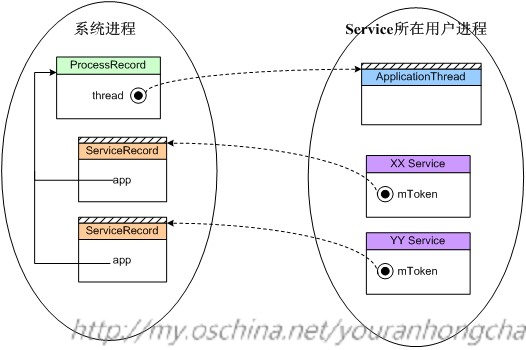 系统进程
Service所在用户进程
ProcessRecord
thread
ApplicationThread
ServiceRecord
app
XX Service
mToken
ServiceRecord
app
YY Service
mToken
http://my.oschina.net/youranhongcha